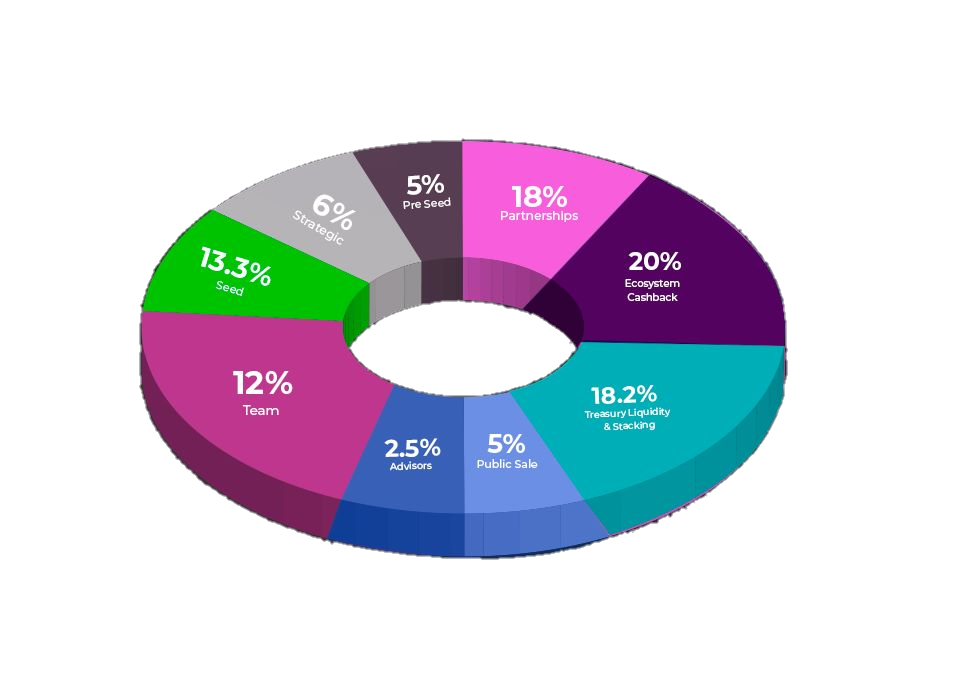 5%
Pre Seed
18%
Partnerships
6%
Strategic
13.3%
Seed
20%
Ecosystem
Cashback
12%
Team
18.2%
Treasury Liquidity
& Stacking
2.5%
Advisors
5%
Public Sale